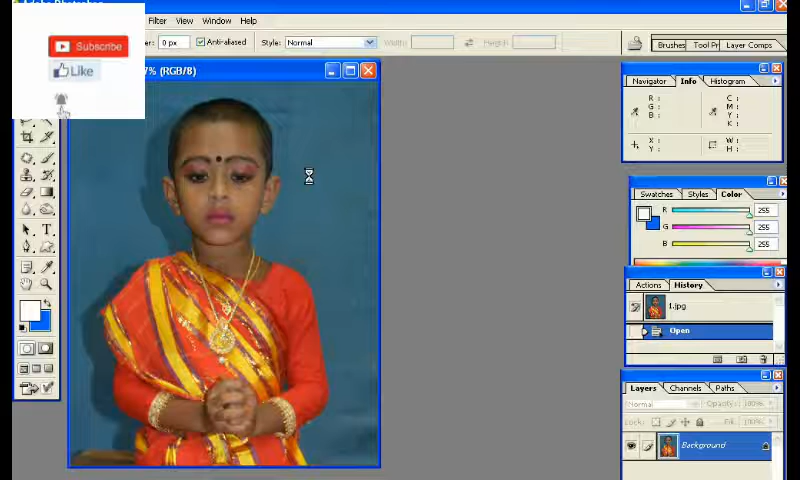 Subscribe
Like
Filter View Window Help
0 px Anti-aliased Style: Normal Width: Height:
Brushes Tool Pr Layer Comps
7% (RGB/8)
Navigator Info Histogram
R : C :
G : M :
B : Y :
K :
X : W :
Y : H :
Swatches Styles Color
R 255
G 255
B 255
Actions History
1.jpg
Open
Layers Channels Paths
Normal Opacity: 100%
Lock: Fill: 100%
Background